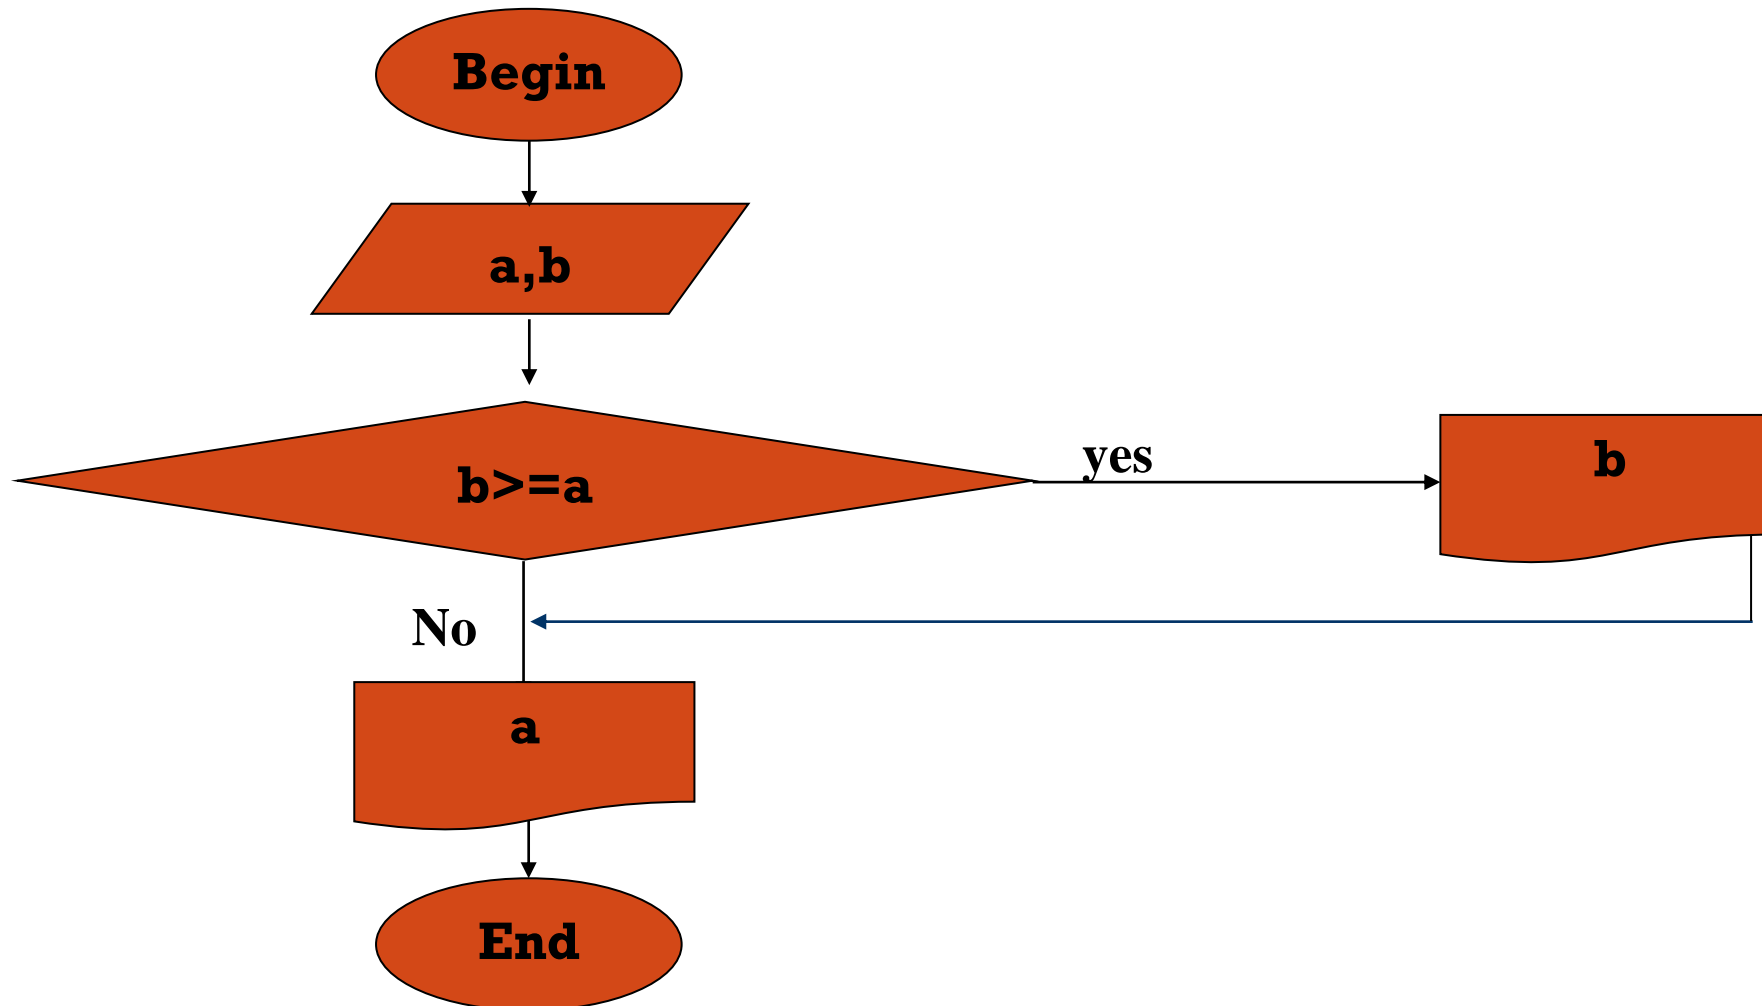 Begin
a,b
b>=a
yes
b
No
a
End